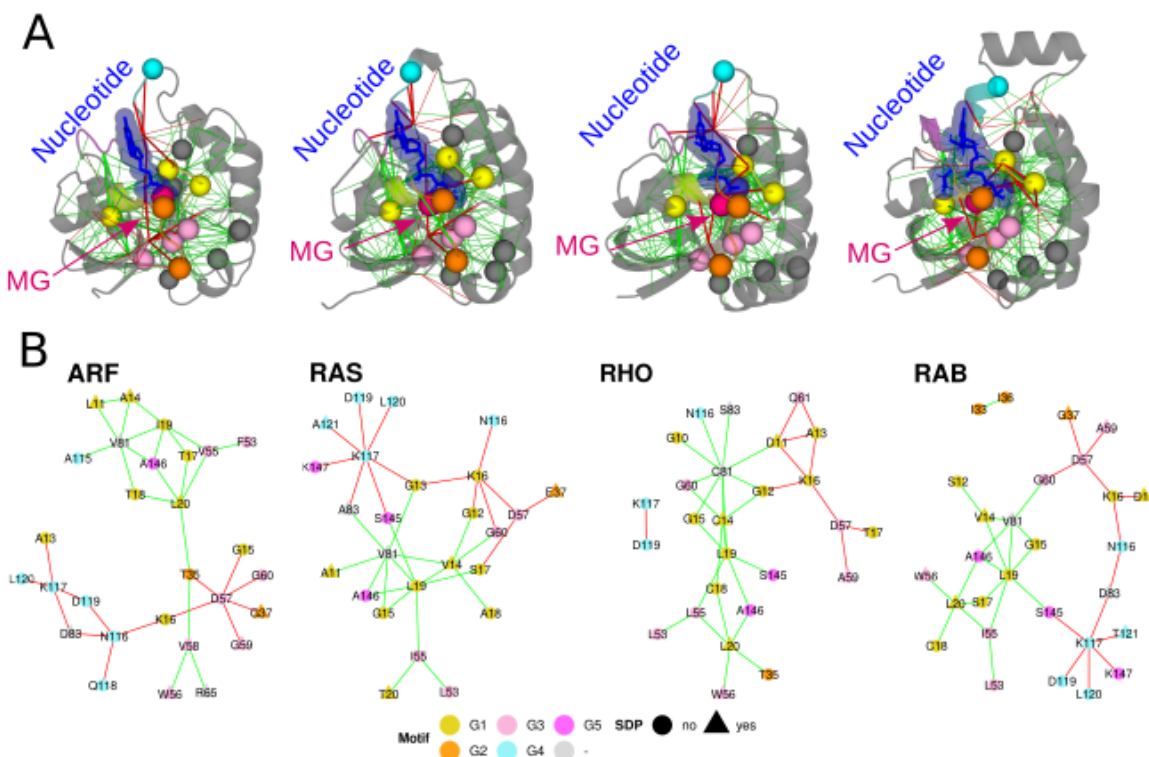 A
Nucleotide
Nucleotide
Nucleotide
Nucleotide
MG
MG
MG
MG
B
ARF
RAS
RHO
RAB
L11
A14
I19
V81
V55
F53
A115
T17
A146
T18
L20
A13
T35
G15
L120
K117
G60
D119
D57
G37
K16
D83
N116
G59
V58
Q118
W56
R65
D119
L120
A121
N116
K117
K147
G13
K16
E37
A83
S145
G12
D57
G60
V81
V14
A11
S17
L19
A146
G15
A18
I55
T20
L53
Q61
N116
S83
G10
D11
A13
C81
G60
G12
K16
K117
G15
C14
D57
T17
D119
L19
A59
S145
C18
L55
A146
L53
L20
T35
W56
I36
I33
G37
A59
D57
S12
G60
K16
V14
V81
A146
G15
N116
W56
L19
D83
L20
S17
S145
I55
T121
C18
K117
L53
D119
K147
L120
Motif
G1
G3
G5
SDP
no
yes
G2
G4
-